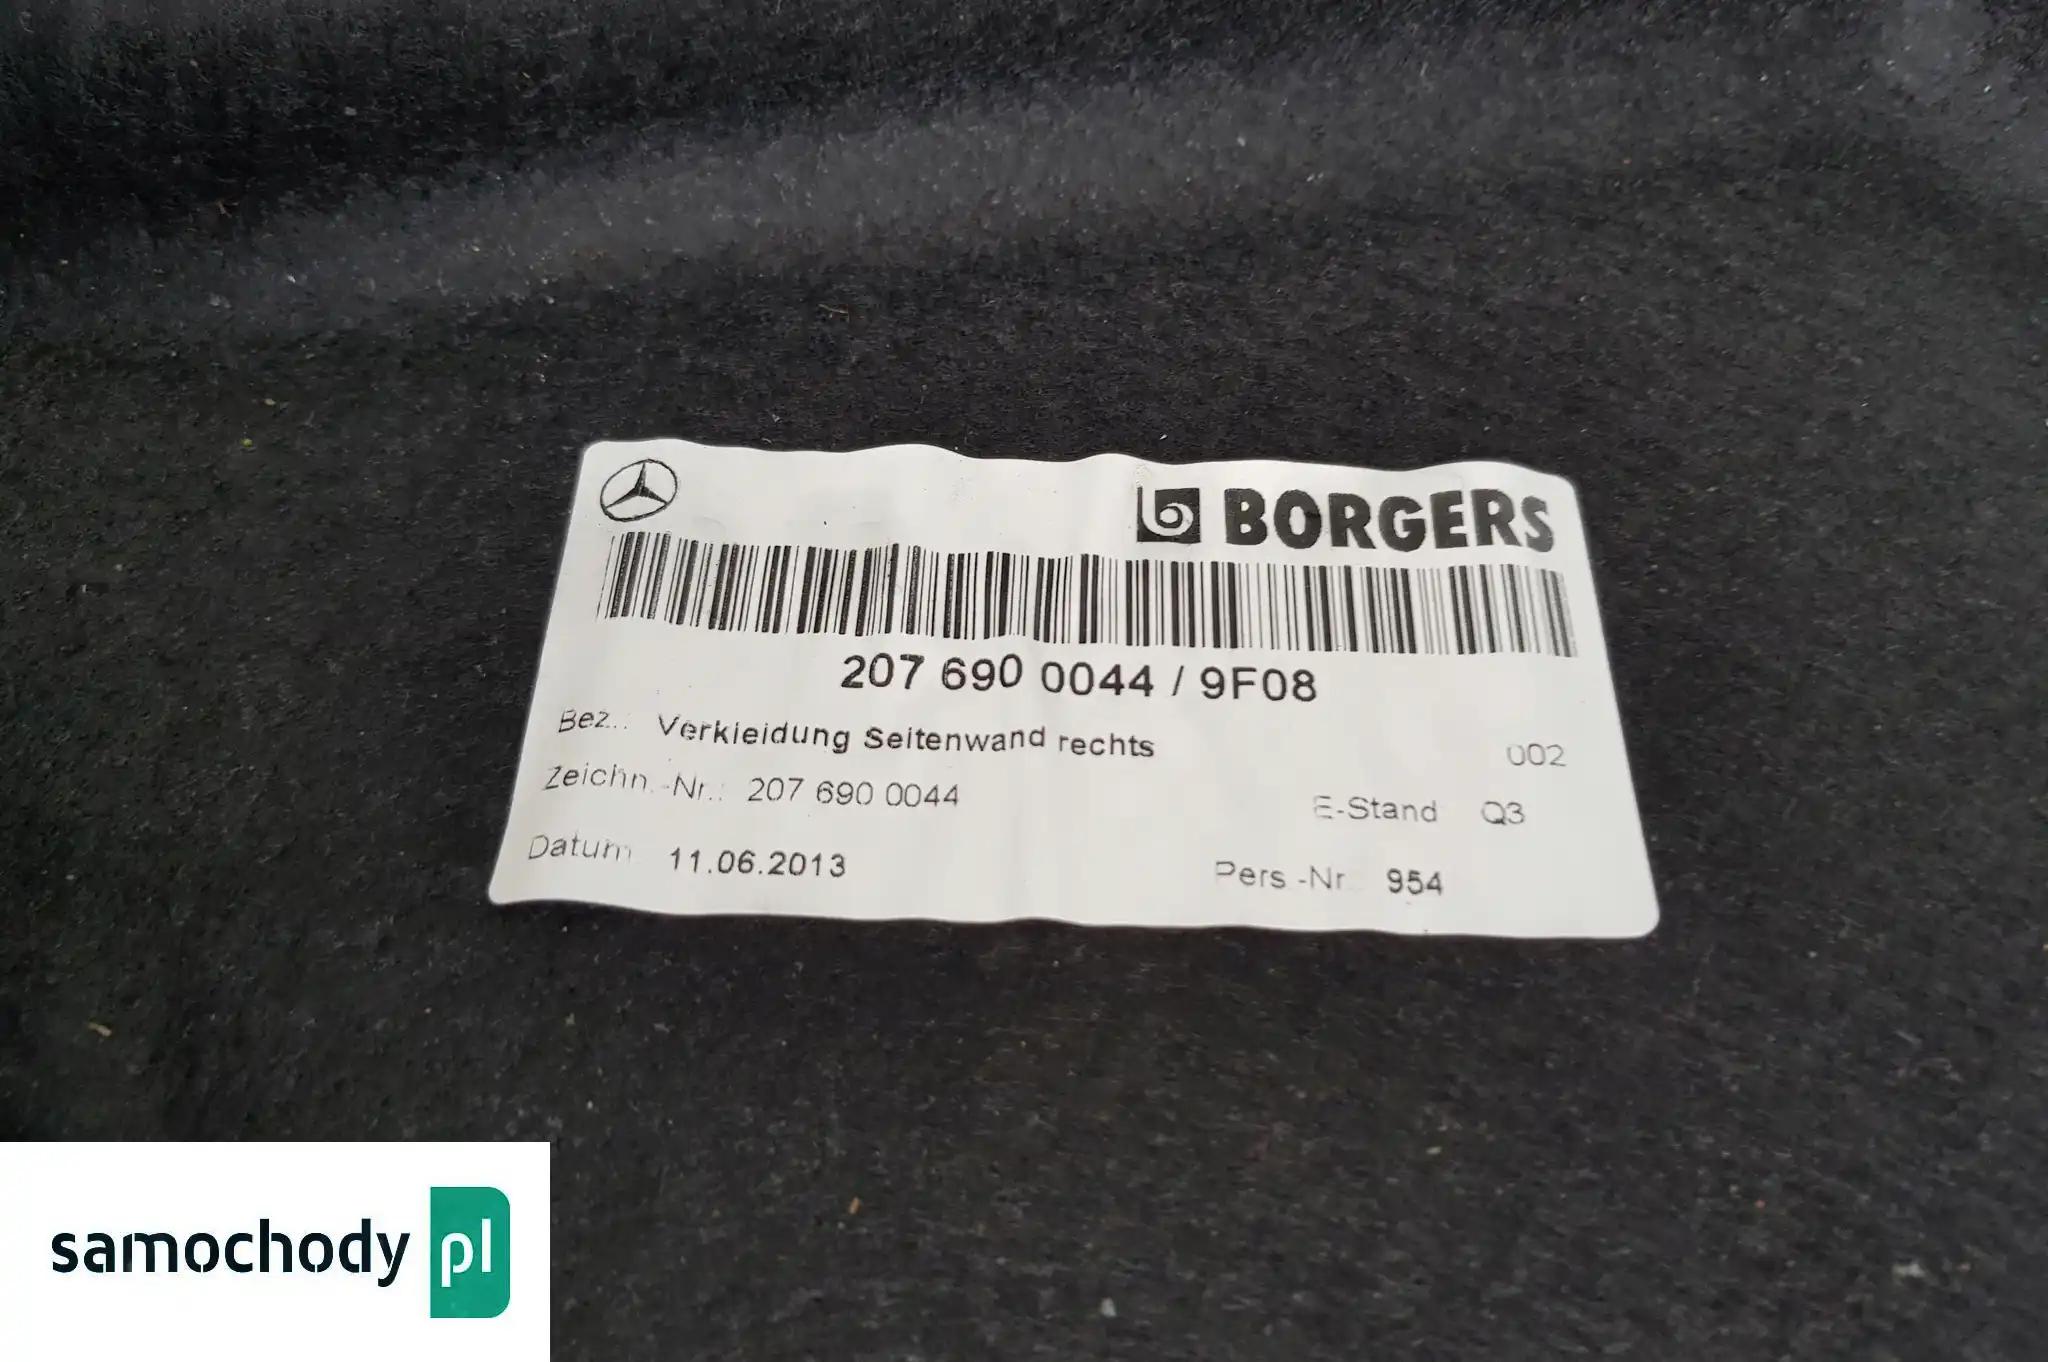 BORGERS
207 690 0044 / 9F08
Bez.: Verkleidung Seitenwand rechts 002
Zeichn.-Nr.: 207 690 0044 E-Stand Q3
Datum 11.06.2013 Pers.-Nr. 954
samochody pl